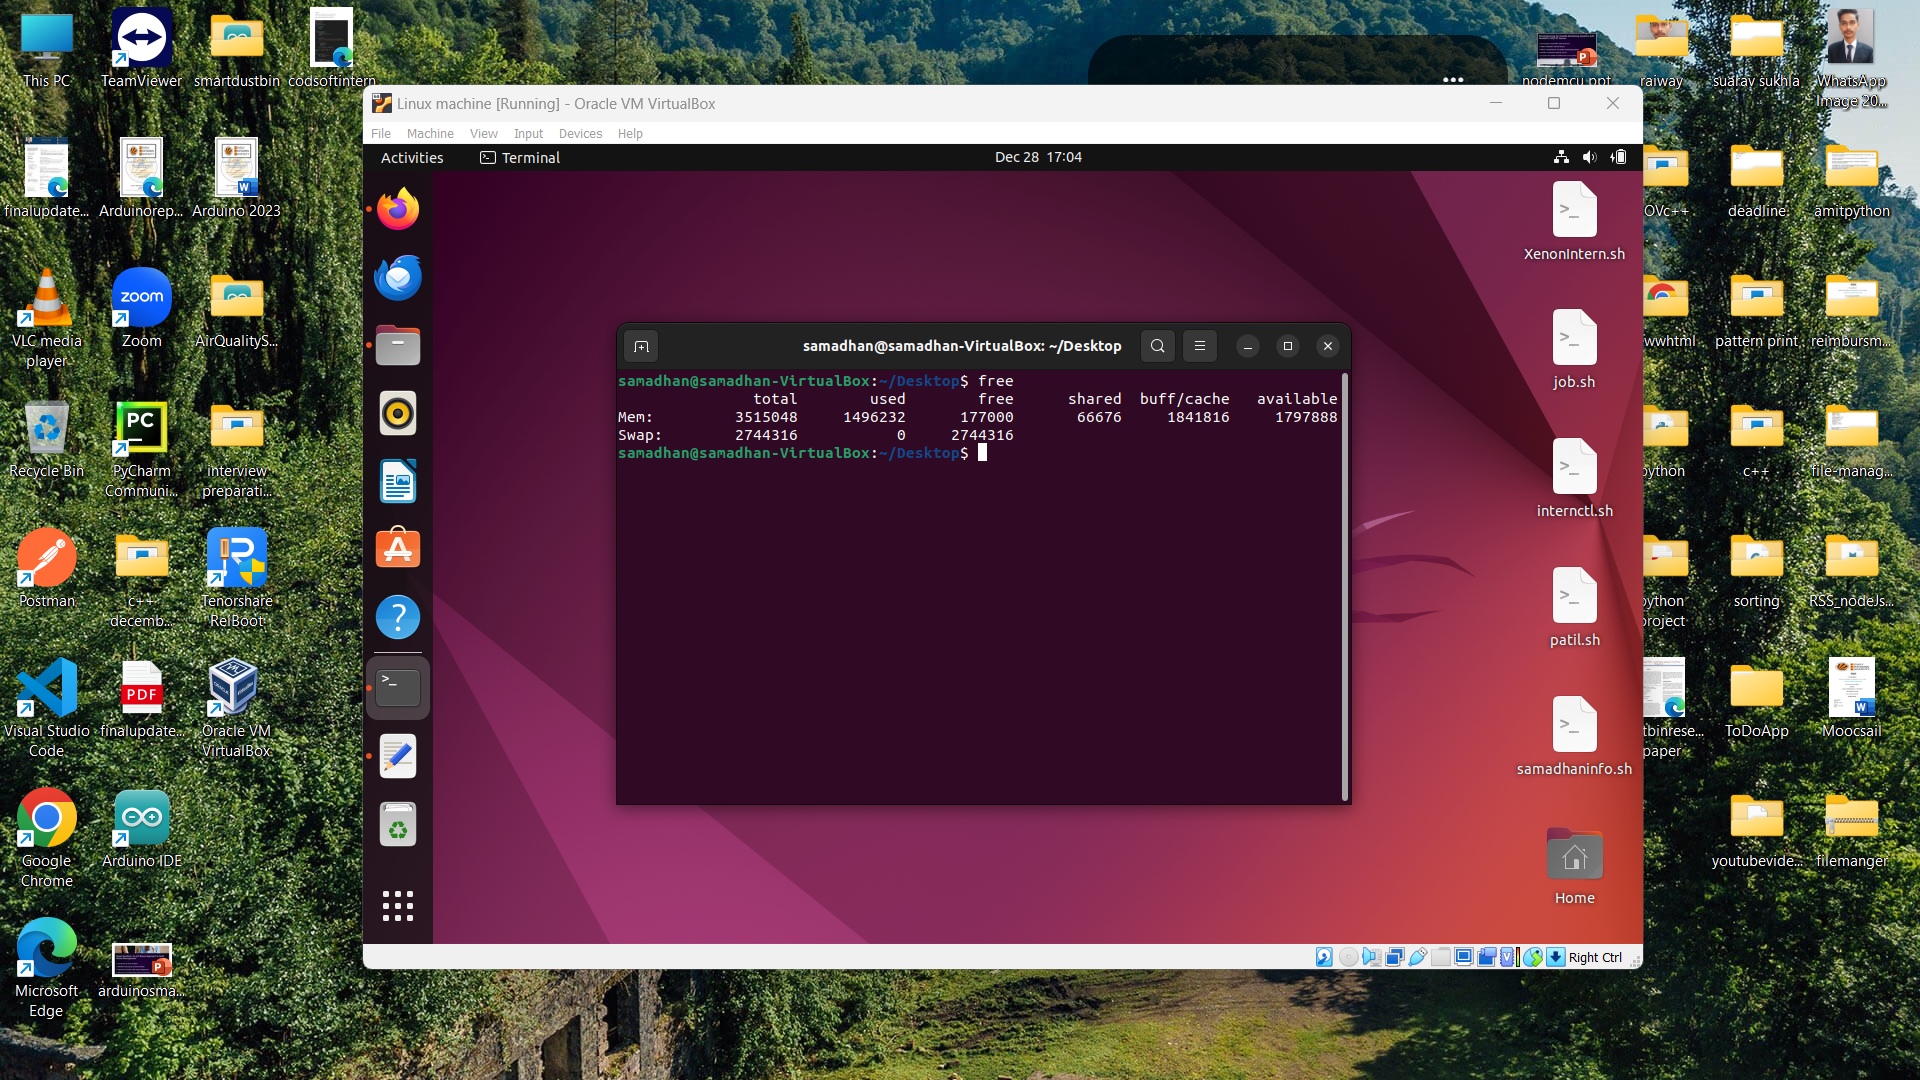 This PC
TeamViewer
smartdustbin
codsoftintern
nodemcu ppt
raiway
suarav sukhla
WhatsApp
Image 20...
Linux machine [Running] - Oracle VM VirtualBox
File Machine View Input Devices Help
Activities
Terminal
Dec 28 17:04
finalupdate...
Arduinorep...
Arduino 2023
VLC media
player
zoom
Zoom
AirQualityS...
Recycle Bin
PC
PyCharm
Communi...
interview
preparati...
Postman
c++
decemb...
Tenorshare
ReiBoot
Visual Studio
Code
PDF
finalupdate...
Oracle VM
VirtualBox
Google
Chrome
Arduino IDE
Microsoft
Edge
arduinosma...
samadhan@samadhan-VirtualBox: ~/Desktop
samadhan@samadhan-VirtualBox:~/Desktop$ free
total used free shared buff/cache available
Mem: 3515048 1496232 177000 66676 1841816 1797888
Swap: 2744316 0 2744316
samadhan@samadhan-VirtualBox:~/Desktop$
XenonIntern.sh
job.sh
internctl.sh
patil.sh
samadhaninfo.sh
Home
Right Ctrl
OVc++
deadline
amitpython
wwhtml
pattern print
reimbursm...
ython
c++
file-manag...
ython
project
sorting
RSS_nodeJs...
tbinrese...
paper
ToDoApp
Moocsail
youtubevide...
filemanger